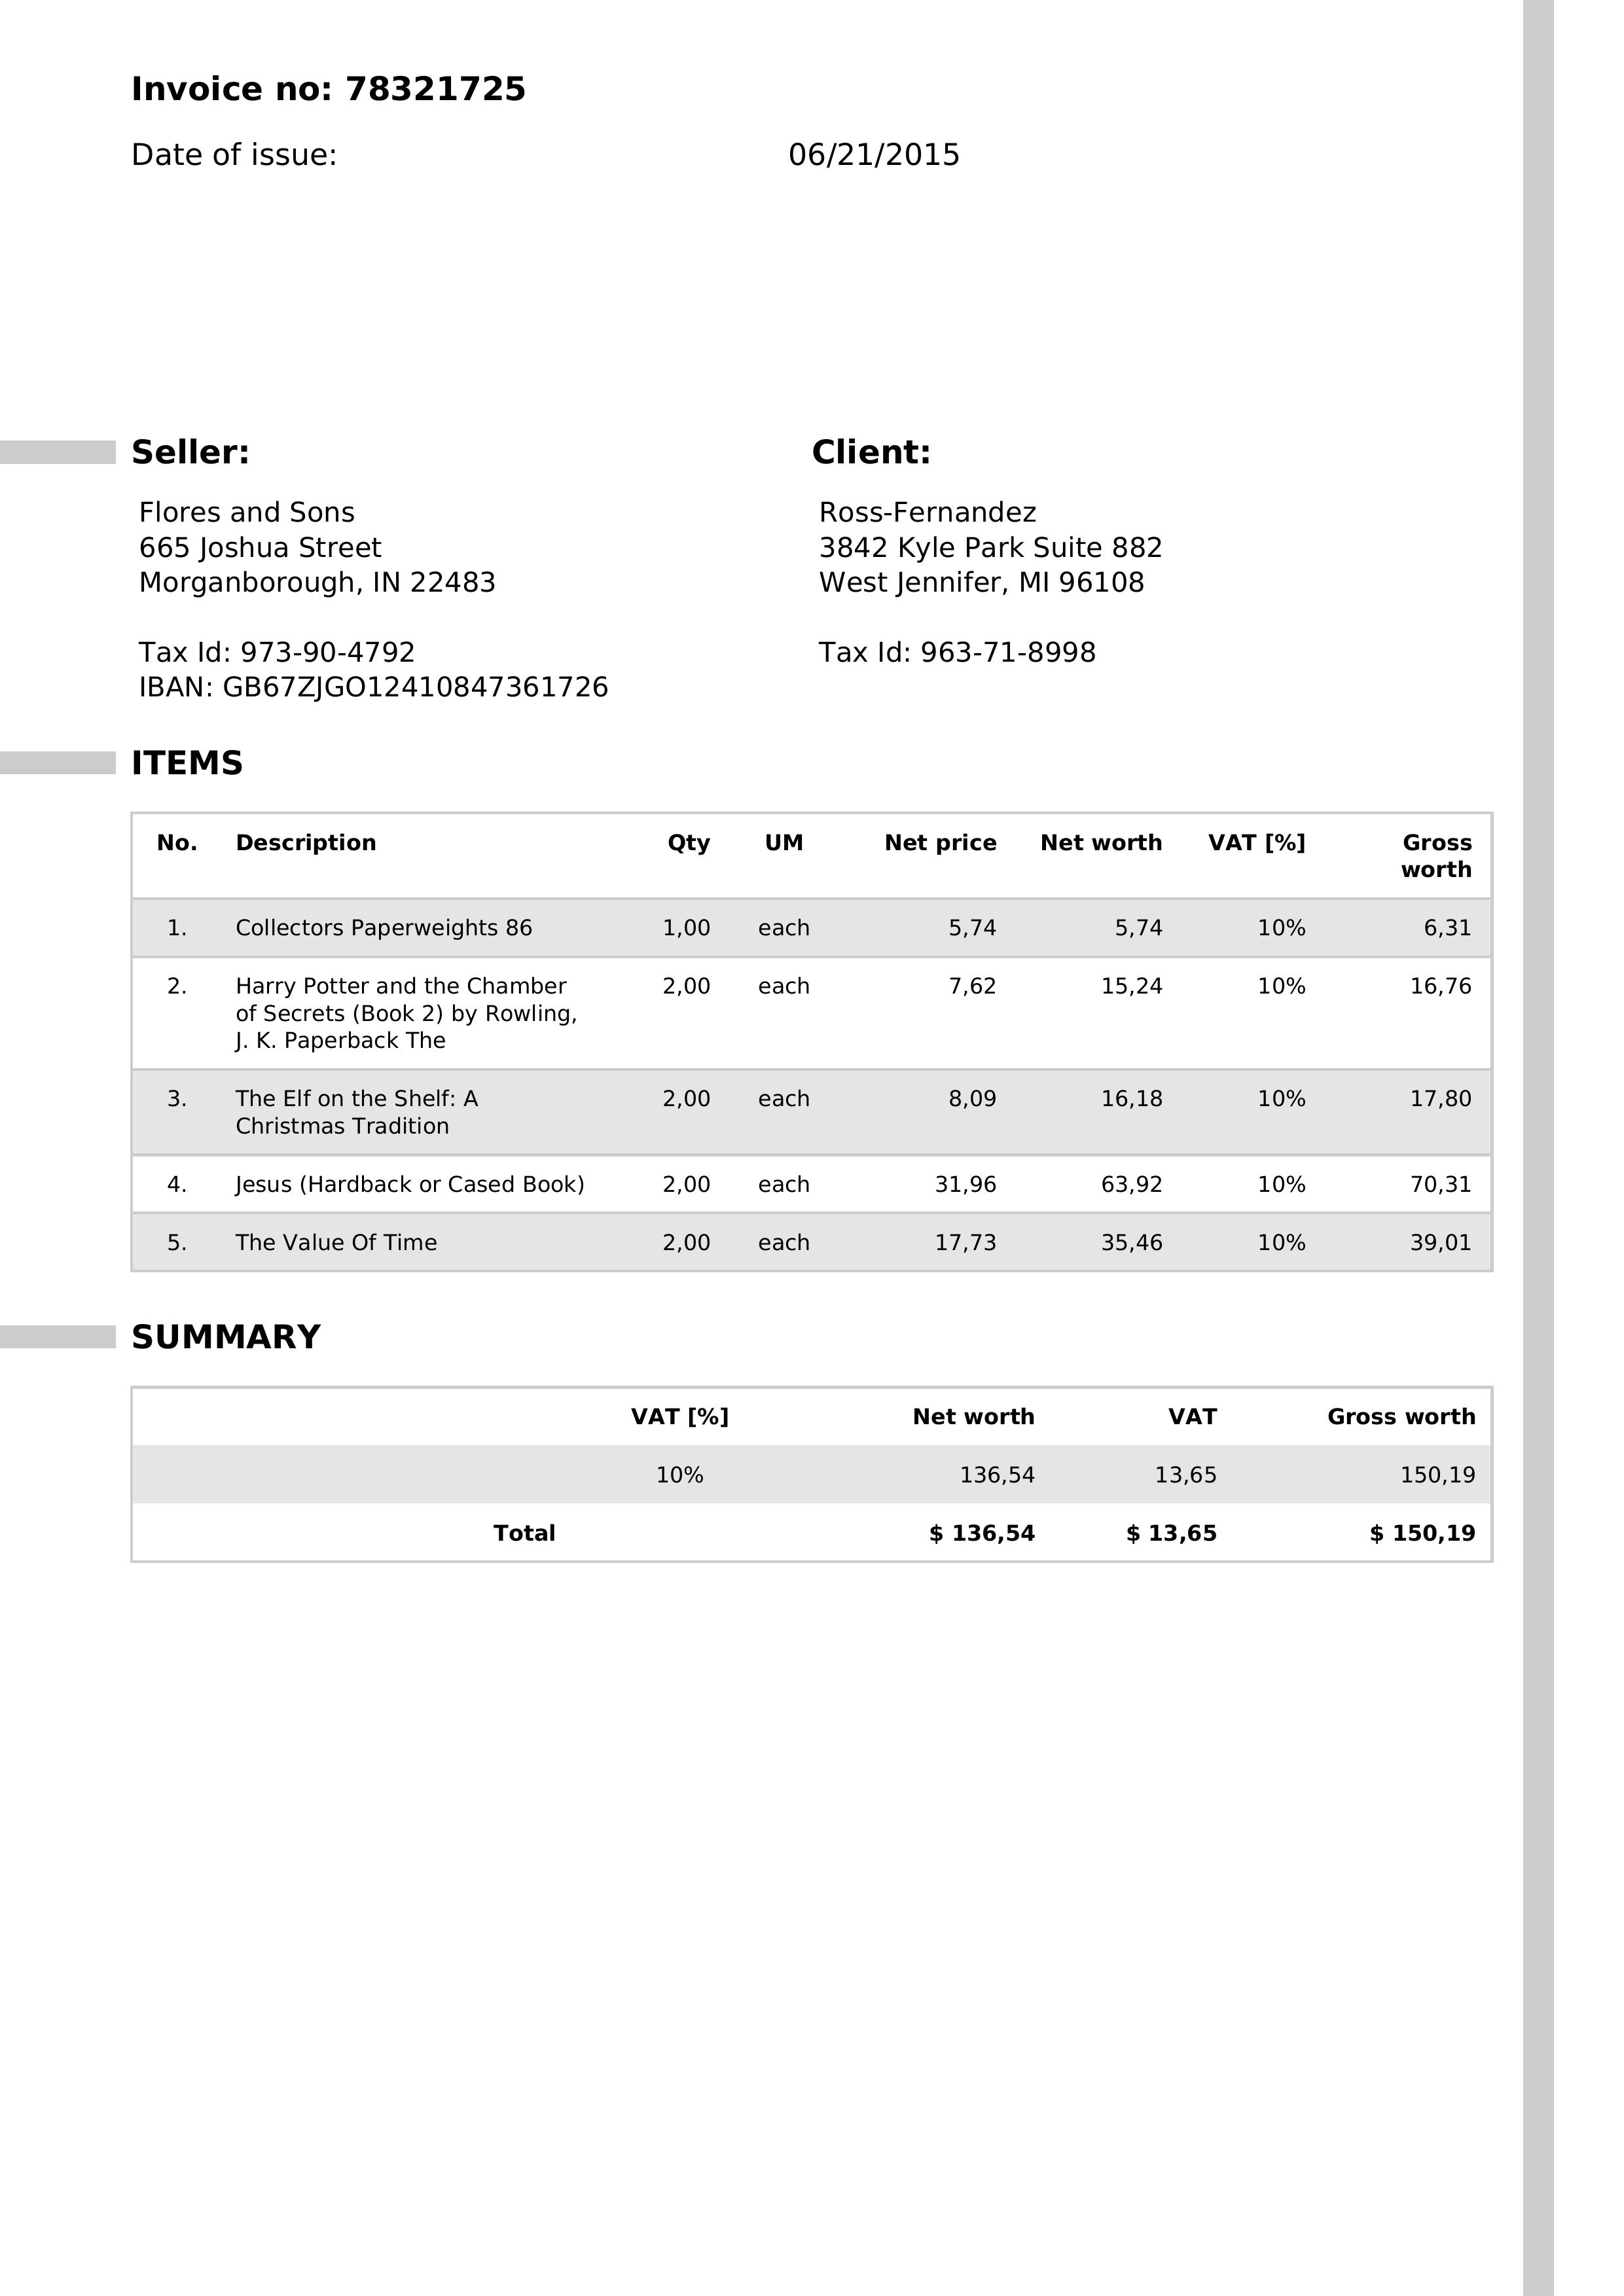 Invoice no: 78321725
Date of issue: 06/21/2015
Seller:
Flores and Sons
665 Joshua Street
Morganborough, IN 22483
Tax Id: 973-90-4792
IBAN: GB67ZJGO12410847361726
Client:
Ross-Fernandez
3842 Kyle Park Suite 882
West Jennifer, MI 96108
Tax Id: 963-71-8998
ITEMS
No. Description Qty UM Net price Net worth VAT [%] Gross
worth
1. Collectors Paperweights 86 1,00 each 5,74 5,74 10% 6,31
2. Harry Potter and the Chamber 2,00 each 7,62 15,24 10% 16,76
of Secrets (Book 2) by Rowling,
J. K. Paperback The
3. The Elf on the Shelf: A 2,00 each 8,09 16,18 10% 17,80
Christmas Tradition
4. Jesus (Hardback or Cased Book) 2,00 each 31,96 63,92 10% 70,31
5. The Value Of Time 2,00 each 17,73 35,46 10% 39,01
SUMMARY
VAT [%] Net worth VAT Gross worth
10% 136,54 13,65 150,19
Total $ 136,54 $ 13,65 $ 150,19